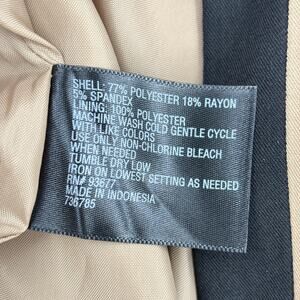 SHELL: 77% POLYESTER 18% RAYON
5% SPANDEX
LINING: 100% POLYESTER
MACHINE WASH COLD GENTLE CYCLE
WITH LIKE COLORS
USE ONLY NON-CHLORINE BLEACH
WHEN NEEDED
TUMBLE DRY LOW
IRON ON LOWEST SETTING AS NEEDED
RN# 93677
MADE IN INDONESIA
736785